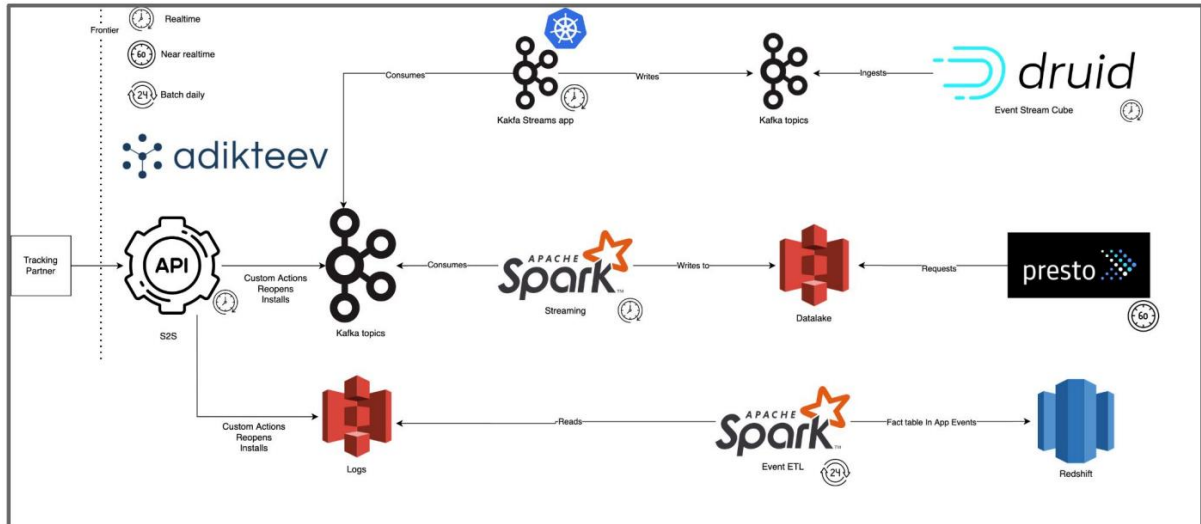 Frontier
Realtime
60
Near realtime
24
Batch daily
adikteev
Consumes
Kakfa Streams app
Writes
Kafka topics
Ingests
druid
Event Stream Cube
Tracking
Partner
API
S2S
Custom Actions
Reopens
Installs
Kafka topics
Consumes
APACHE
Spark™
Streaming
Writes to
Datalake
Requests
presto
60
Custom Actions
Reopens
Installs
Logs
Reads
APACHE
Spark™
Event ETL
24
Fact table In App Events
Redshift